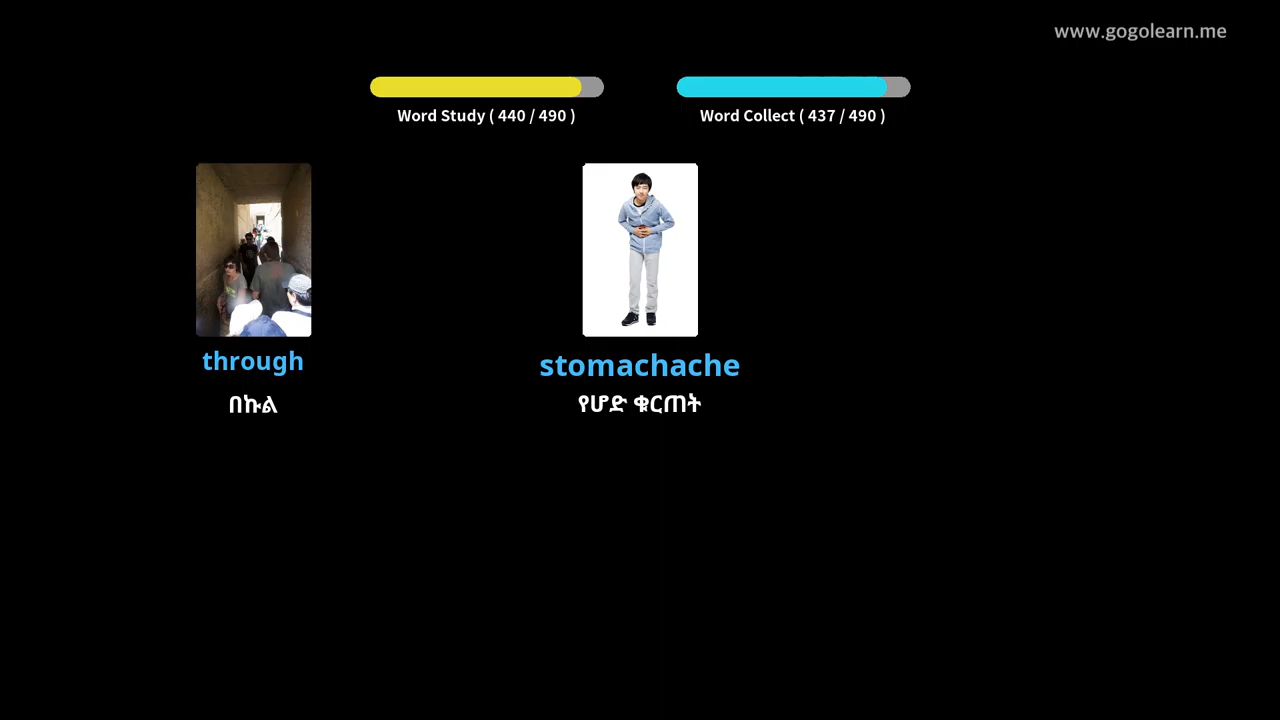 www.gogolearn.me
Word Study ( 440 / 490 )
Word Collect ( 437 / 490 )
through
በኩል
stomachache
የሆድ ቁርጠት